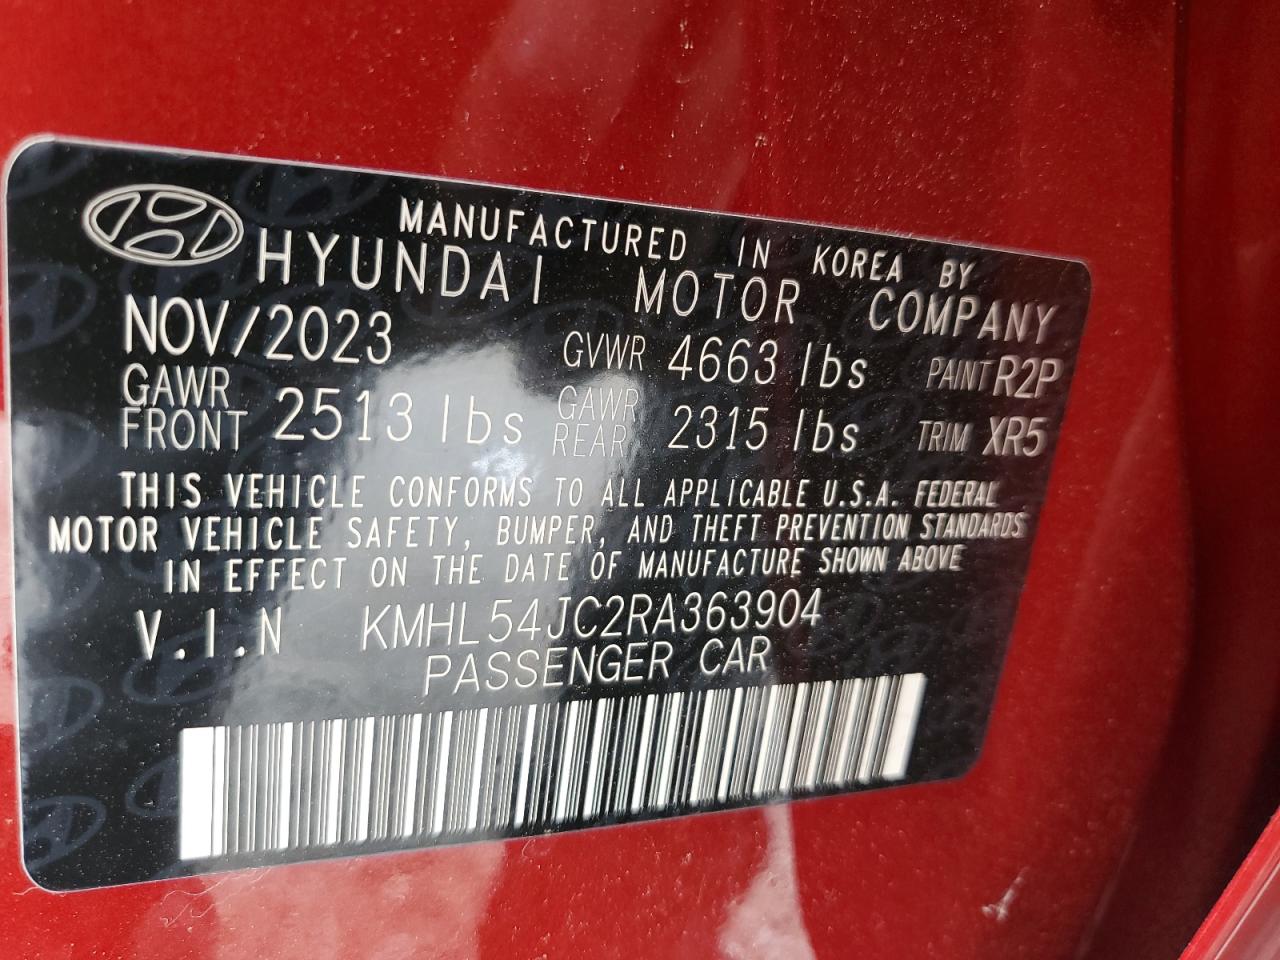 MANUFACTURED IN KOREA BY
HYUNDAI MOTOR COMPANY
NOV/2023 GVWR 4663 lbs PAINT R2P
GAWR FRONT 2513 lbs GAWR REAR 2315 lbs TRIM XR5
THIS VEHICLE CONFORMS TO ALL APPLICABLE U.S.A. FEDERAL
MOTOR VEHICLE SAFETY, BUMPER, AND THEFT PREVENTION STANDARDS
IN EFFECT ON THE DATE OF MANUFACTURE SHOWN ABOVE
V.I.N KMHL54JC2RA363904
PASSENGER CAR